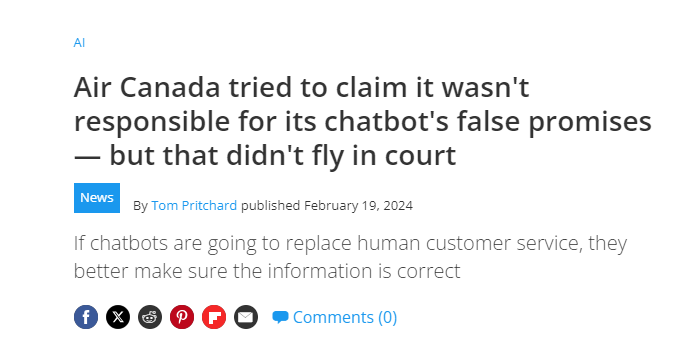 AI
Air Canada tried to claim it wasn't
responsible for its chatbot's false promises
— but that didn't fly in court
News
By Tom Pritchard published February 19, 2024
If chatbots are going to replace human customer service, they
better make sure the information is correct
Comments (0)